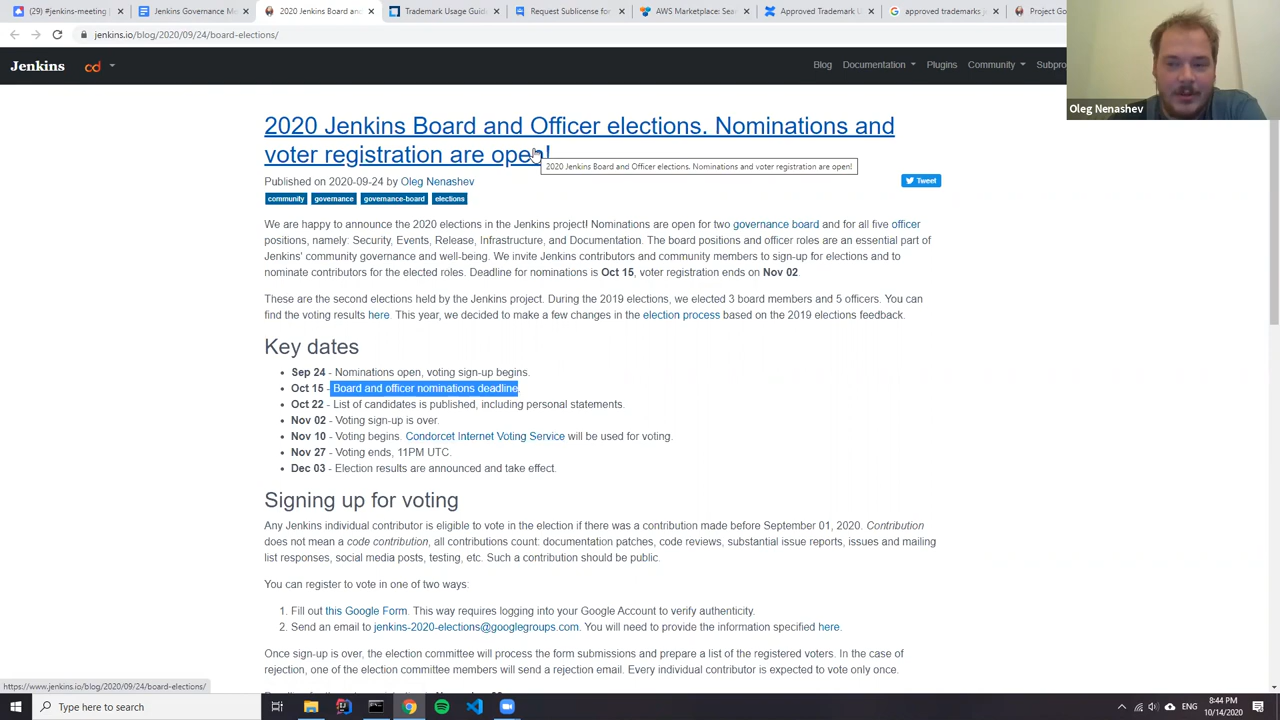 (29) #jenkins-meeting
Jenkins Governance Me
2020 Jenkins Board and
Trademark Usage Guide
Request Sublicense for
AWS Marketplace: Sea
Approved Trademark U
approved trademarks j
Project Go
jenkins.io/blog/2020/09/24/board-elections/
Jenkins
cd
Blog
Documentation
Plugins
Community
Subpro
Oleg Nenashev
2020 Jenkins Board and Officer elections. Nominations and
voter registration are open!
2020 Jenkins Board and Officer elections. Nominations and voter registration are open!
Published on 2020-09-24 by Oleg Nenashev
Tweet
community governance governance-board elections
We are happy to announce the 2020 elections in the Jenkins project! Nominations are open for two governance board and for all five officer
positions, namely: Security, Events, Release, Infrastructure, and Documentation. The board positions and officer roles are an essential part of
Jenkins' community governance and well-being. We invite Jenkins contributors and community members to sign-up for elections and to
nominate contributors for the elected roles. Deadline for nominations is Oct 15, voter registration ends on Nov 02.
These are the second elections held by the Jenkins project. During the 2019 elections, we elected 3 board members and 5 officers. You can
find the voting results here. This year, we decided to make a few changes in the election process based on the 2019 elections feedback.
Key dates
• Sep 24 - Nominations open, voting sign-up begins.
• Oct 15 - Board and officer nominations deadline.
• Oct 22 - List of candidates is published, including personal statements.
• Nov 02 - Voting sign-up is over.
• Nov 10 - Voting begins. Condorcet Internet Voting Service will be used for voting.
• Nov 27 - Voting ends, 11PM UTC.
• Dec 03 - Election results are announced and take effect.
Signing up for voting
Any Jenkins individual contributor is eligible to vote in the election if there was a contribution made before September 01, 2020. Contribution
does not mean a code contribution, all contributions count: documentation patches, code reviews, substantial issue reports, issues and mailing
list responses, social media posts, testing, etc. Such a contribution should be public.
You can register to vote in one of two ways:
1. Fill out this Google Form. This way requires logging into your Google Account to verify authenticity.
2. Send an email to jenkins-2020-elections@googlegroups.com. You will need to provide the information specified here.
Once sign-up is over, the election committee will process the form submissions and prepare a list of the registered voters. In the case of
rejection, one of the election committee members will send a rejection email. Every individual contributor is expected to vote only once.
https://www.jenkins.io/blog/2020/09/24/board-elections/
Type here to search
ENG
8:44 PM
10/14/2020